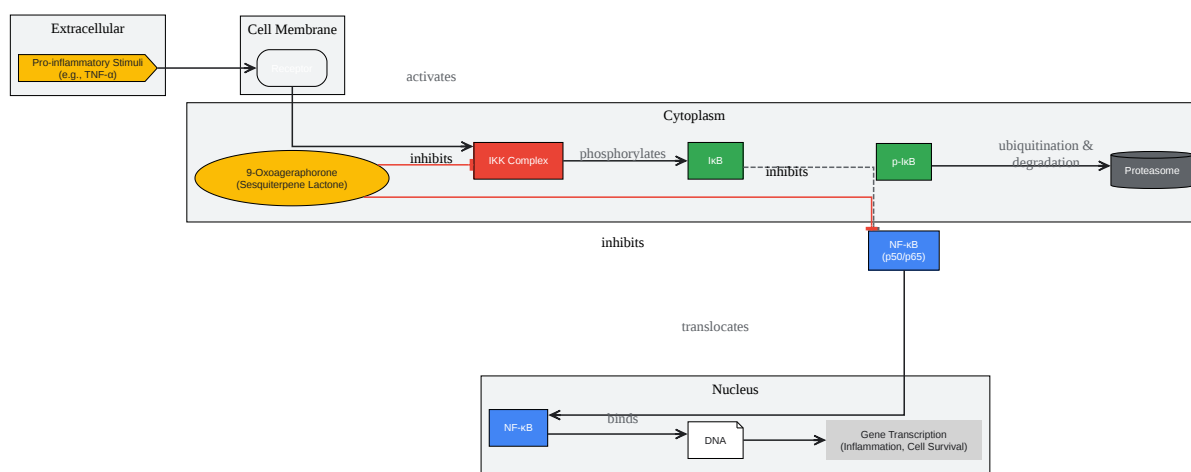 Extracellular
Pro-inflammatory Stimuli
(e.g., TNF-α)
Cell Membrane
Receptor
activates
Cytoplasm
9-Oxoageraphorone
(Sesquiterpene Lactone)
inhibits
IKK Complex
phosphorylates
IκB
inhibits
p-IκB
ubiquitination &
degradation
Proteasome
inhibits
NF-κB
(p50/p65)
translocates
Nucleus
NF-κB
binds
DNA
Gene Transcription
(Inflammation, Cell Survival)